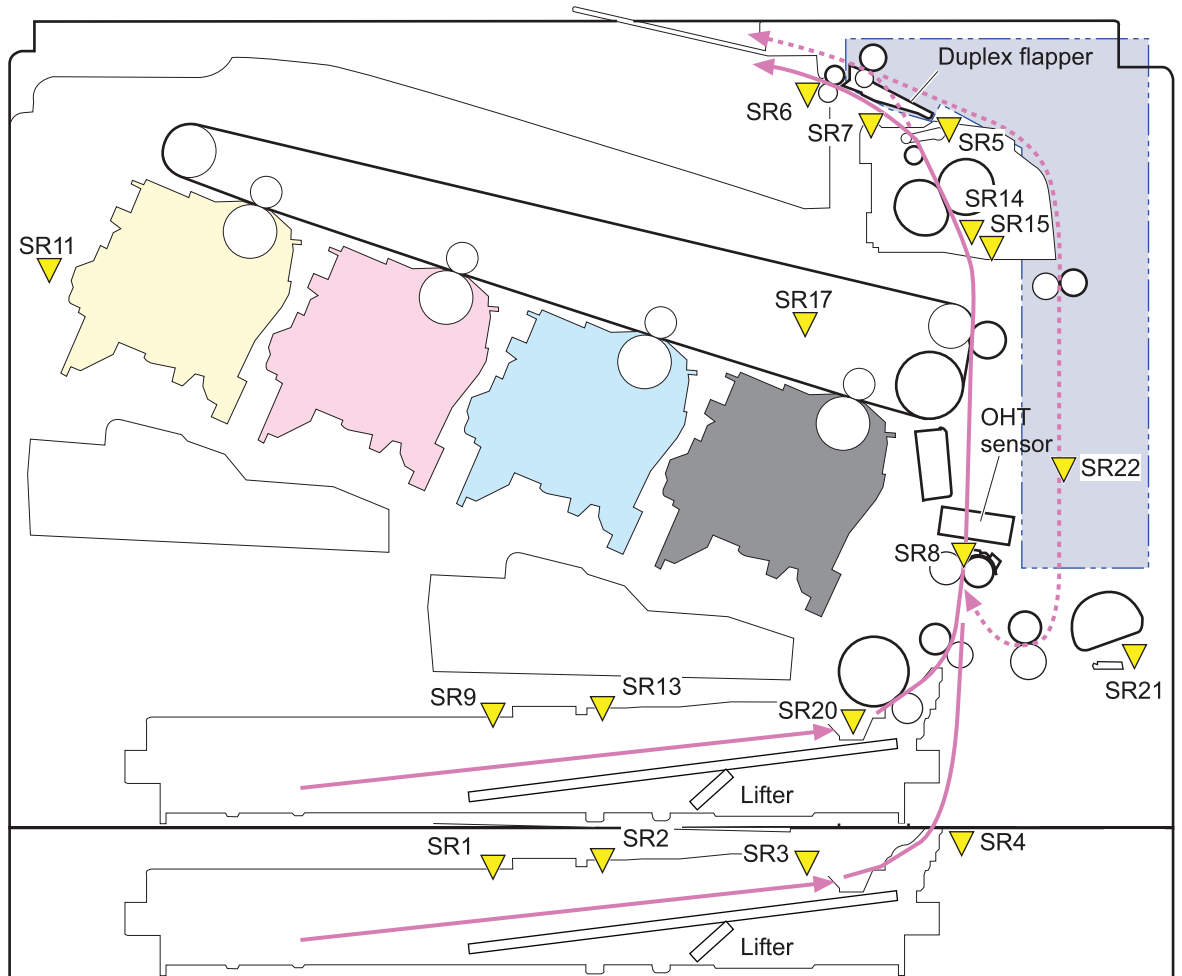 Duplex flapper
SR6
SR7
SR5
SR14
SR15
SR11
SR17
OHT
sensor
SR22
SR8
SR21
SR9
SR13
SR20
Lifter
SR1
SR2
SR3
SR4
Lifter